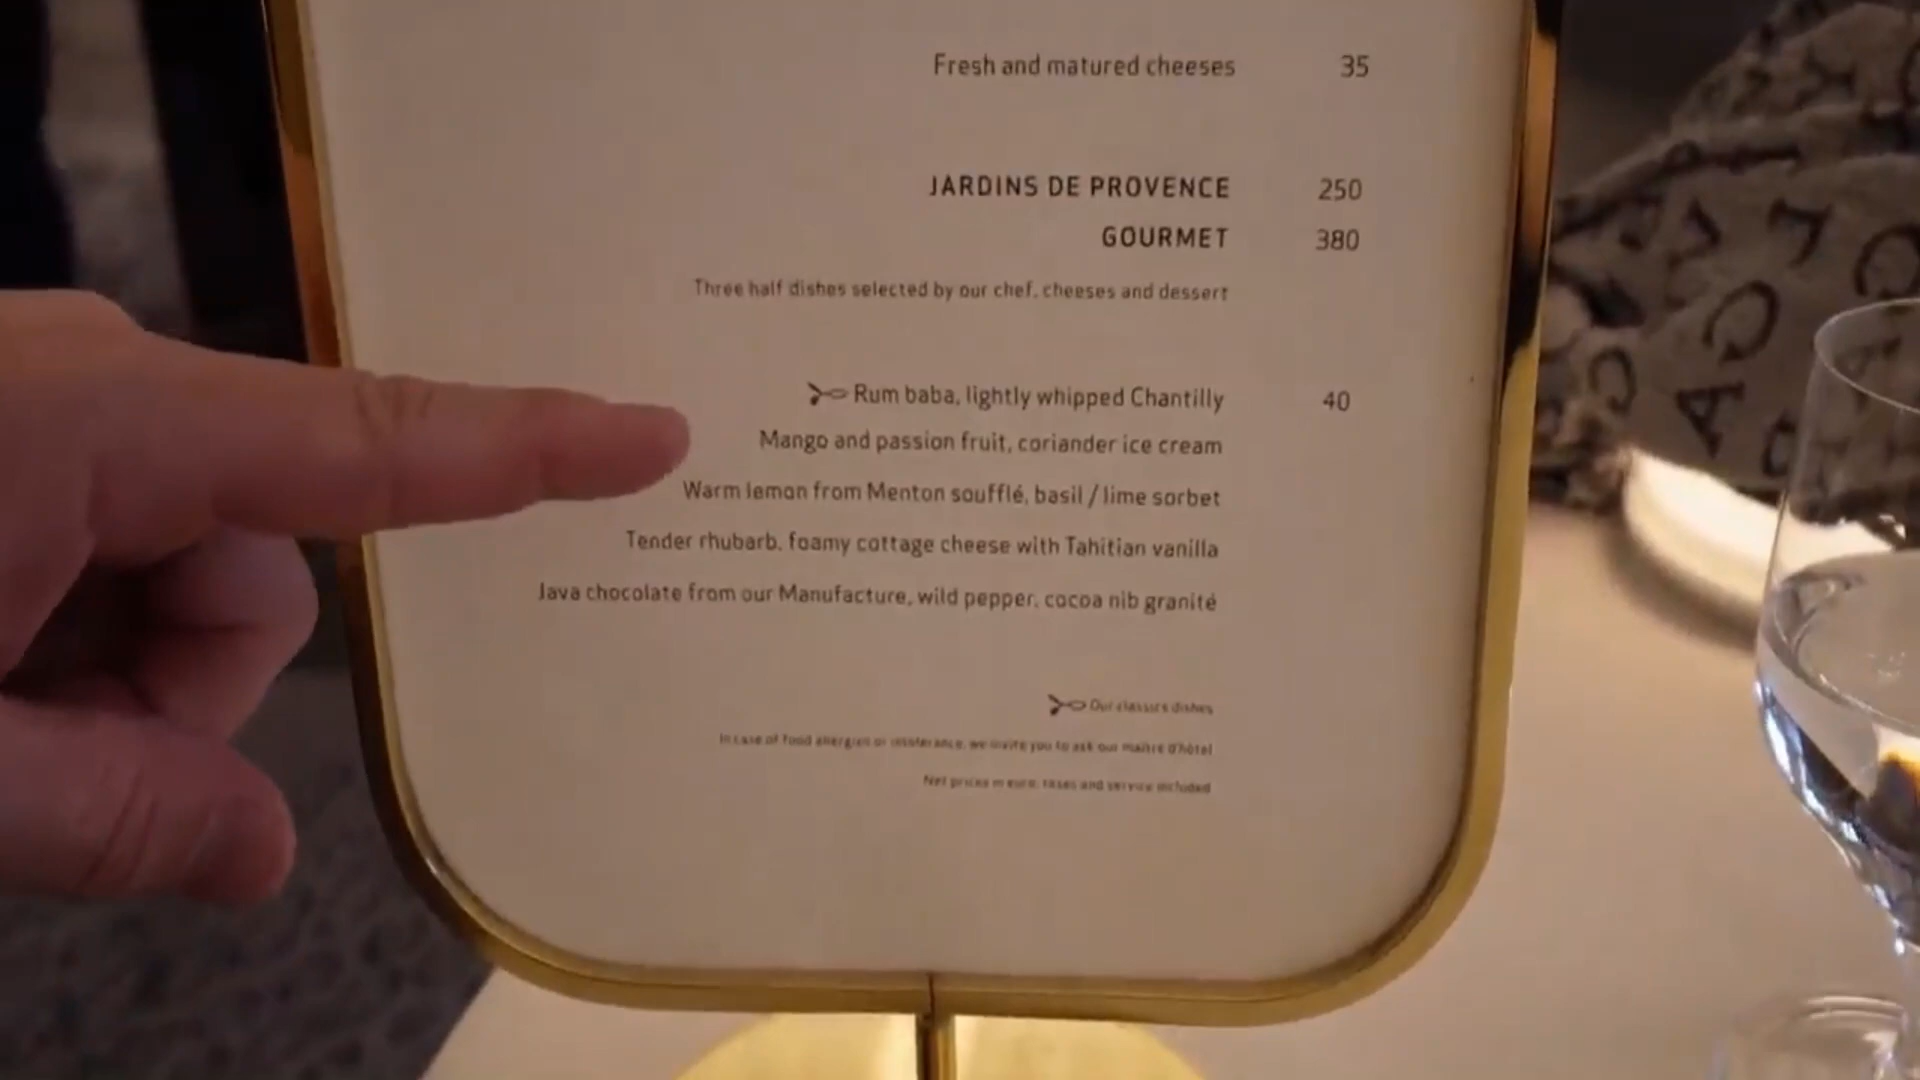 Fresh and matured cheeses 35
JARDINS DE PROVENCE 250
GOURMET 380
Three half dishes selected by our chef, cheeses and dessert
Rum baba, lightly whipped Chantilly 40
Mango and passion fruit, coriander ice cream
Warm lemon from Menton soufflé, basil / lime sorbet
Tender rhubarb, foamy cottage cheese with Tahitian vanilla
Java chocolate from our Manufacture, wild pepper, cocoa nib granité
Our classics dishes
In case of food allergies or intolerance, we invite you to ask our maître d'hôtel
Net prices in euro, taxes and service included